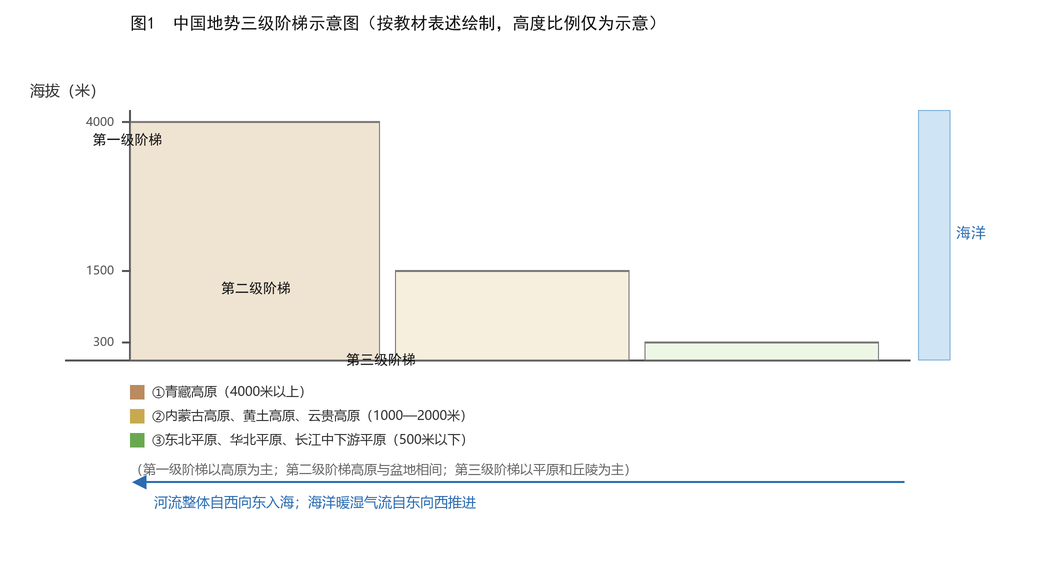 图1 中国地势三级阶梯示意图（按教材表述绘制，高度比例仅为示意）
海拔（米）
4000
第一级阶梯
海洋
1500
第二级阶梯
300
第三级阶梯
①青藏高原（4000米以上）
②内蒙古高原、黄土高原、云贵高原（1000—2000米）
③东北平原、华北平原、长江中下游平原（500米以下）
（第一级阶梯以高原为主；第二级阶梯高原与盆地相间；第三级阶梯以平原和丘陵为主）
河流整体自西向东入海；海洋暖湿气流自东向西推进